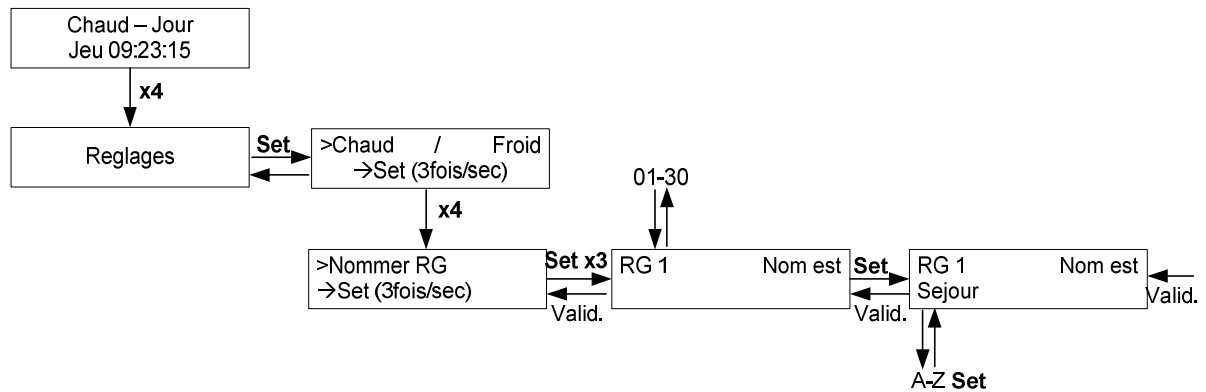 Chaud – Jour
Jeu 09:23:15
x4
Reglages
Set
>Chaud / Froid
→Set (3fois/sec)
x4
01-30
>Nommer RG
→Set (3fois/sec)
Set x3
Valid.
RG 1 Nom est
Set
Valid.
RG 1 Nom est
Sejour
Valid.
A-Z Set